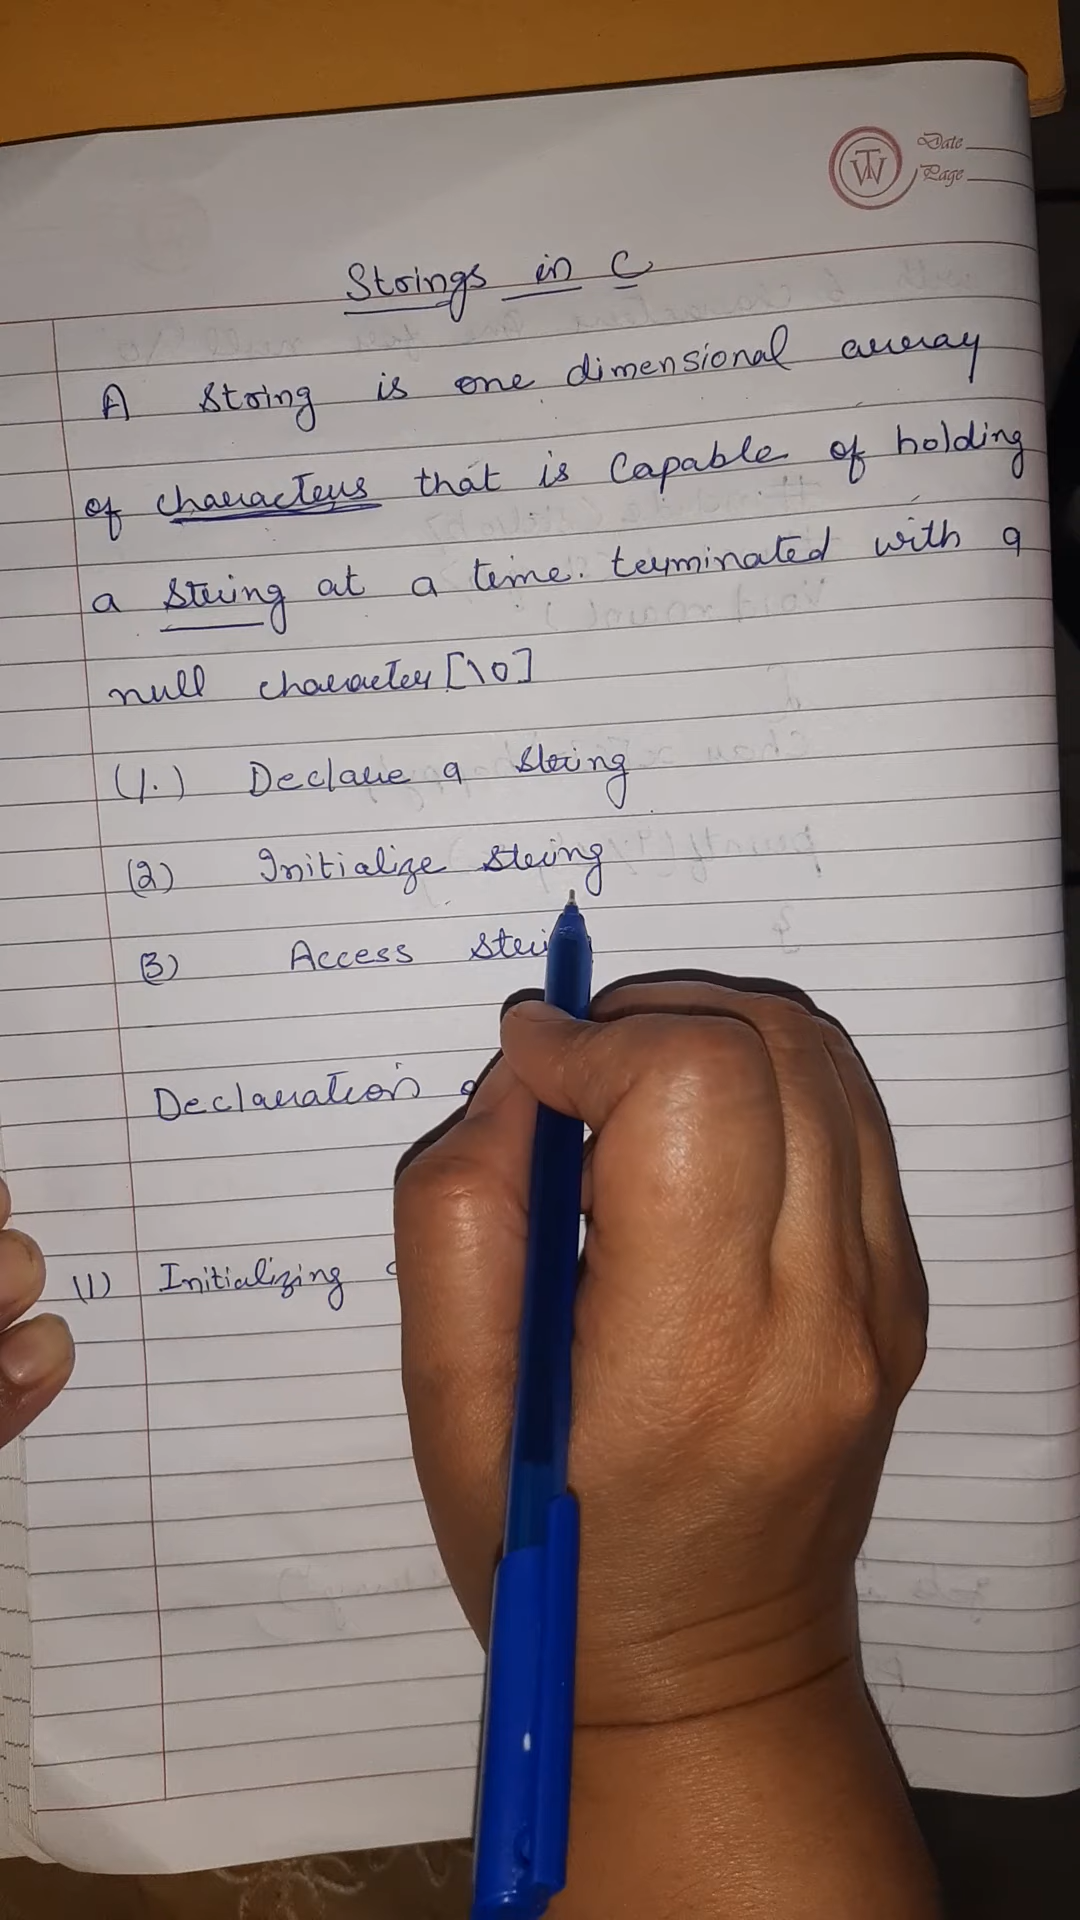 Date
Page
Strings in C
A string is one dimensional array
of characters that is capable of holding
a string at a time. terminated with a
null character [\0]
(1.) Declare a string
(2) Initialize string
(3) Access
Declaration
(1) Initializing